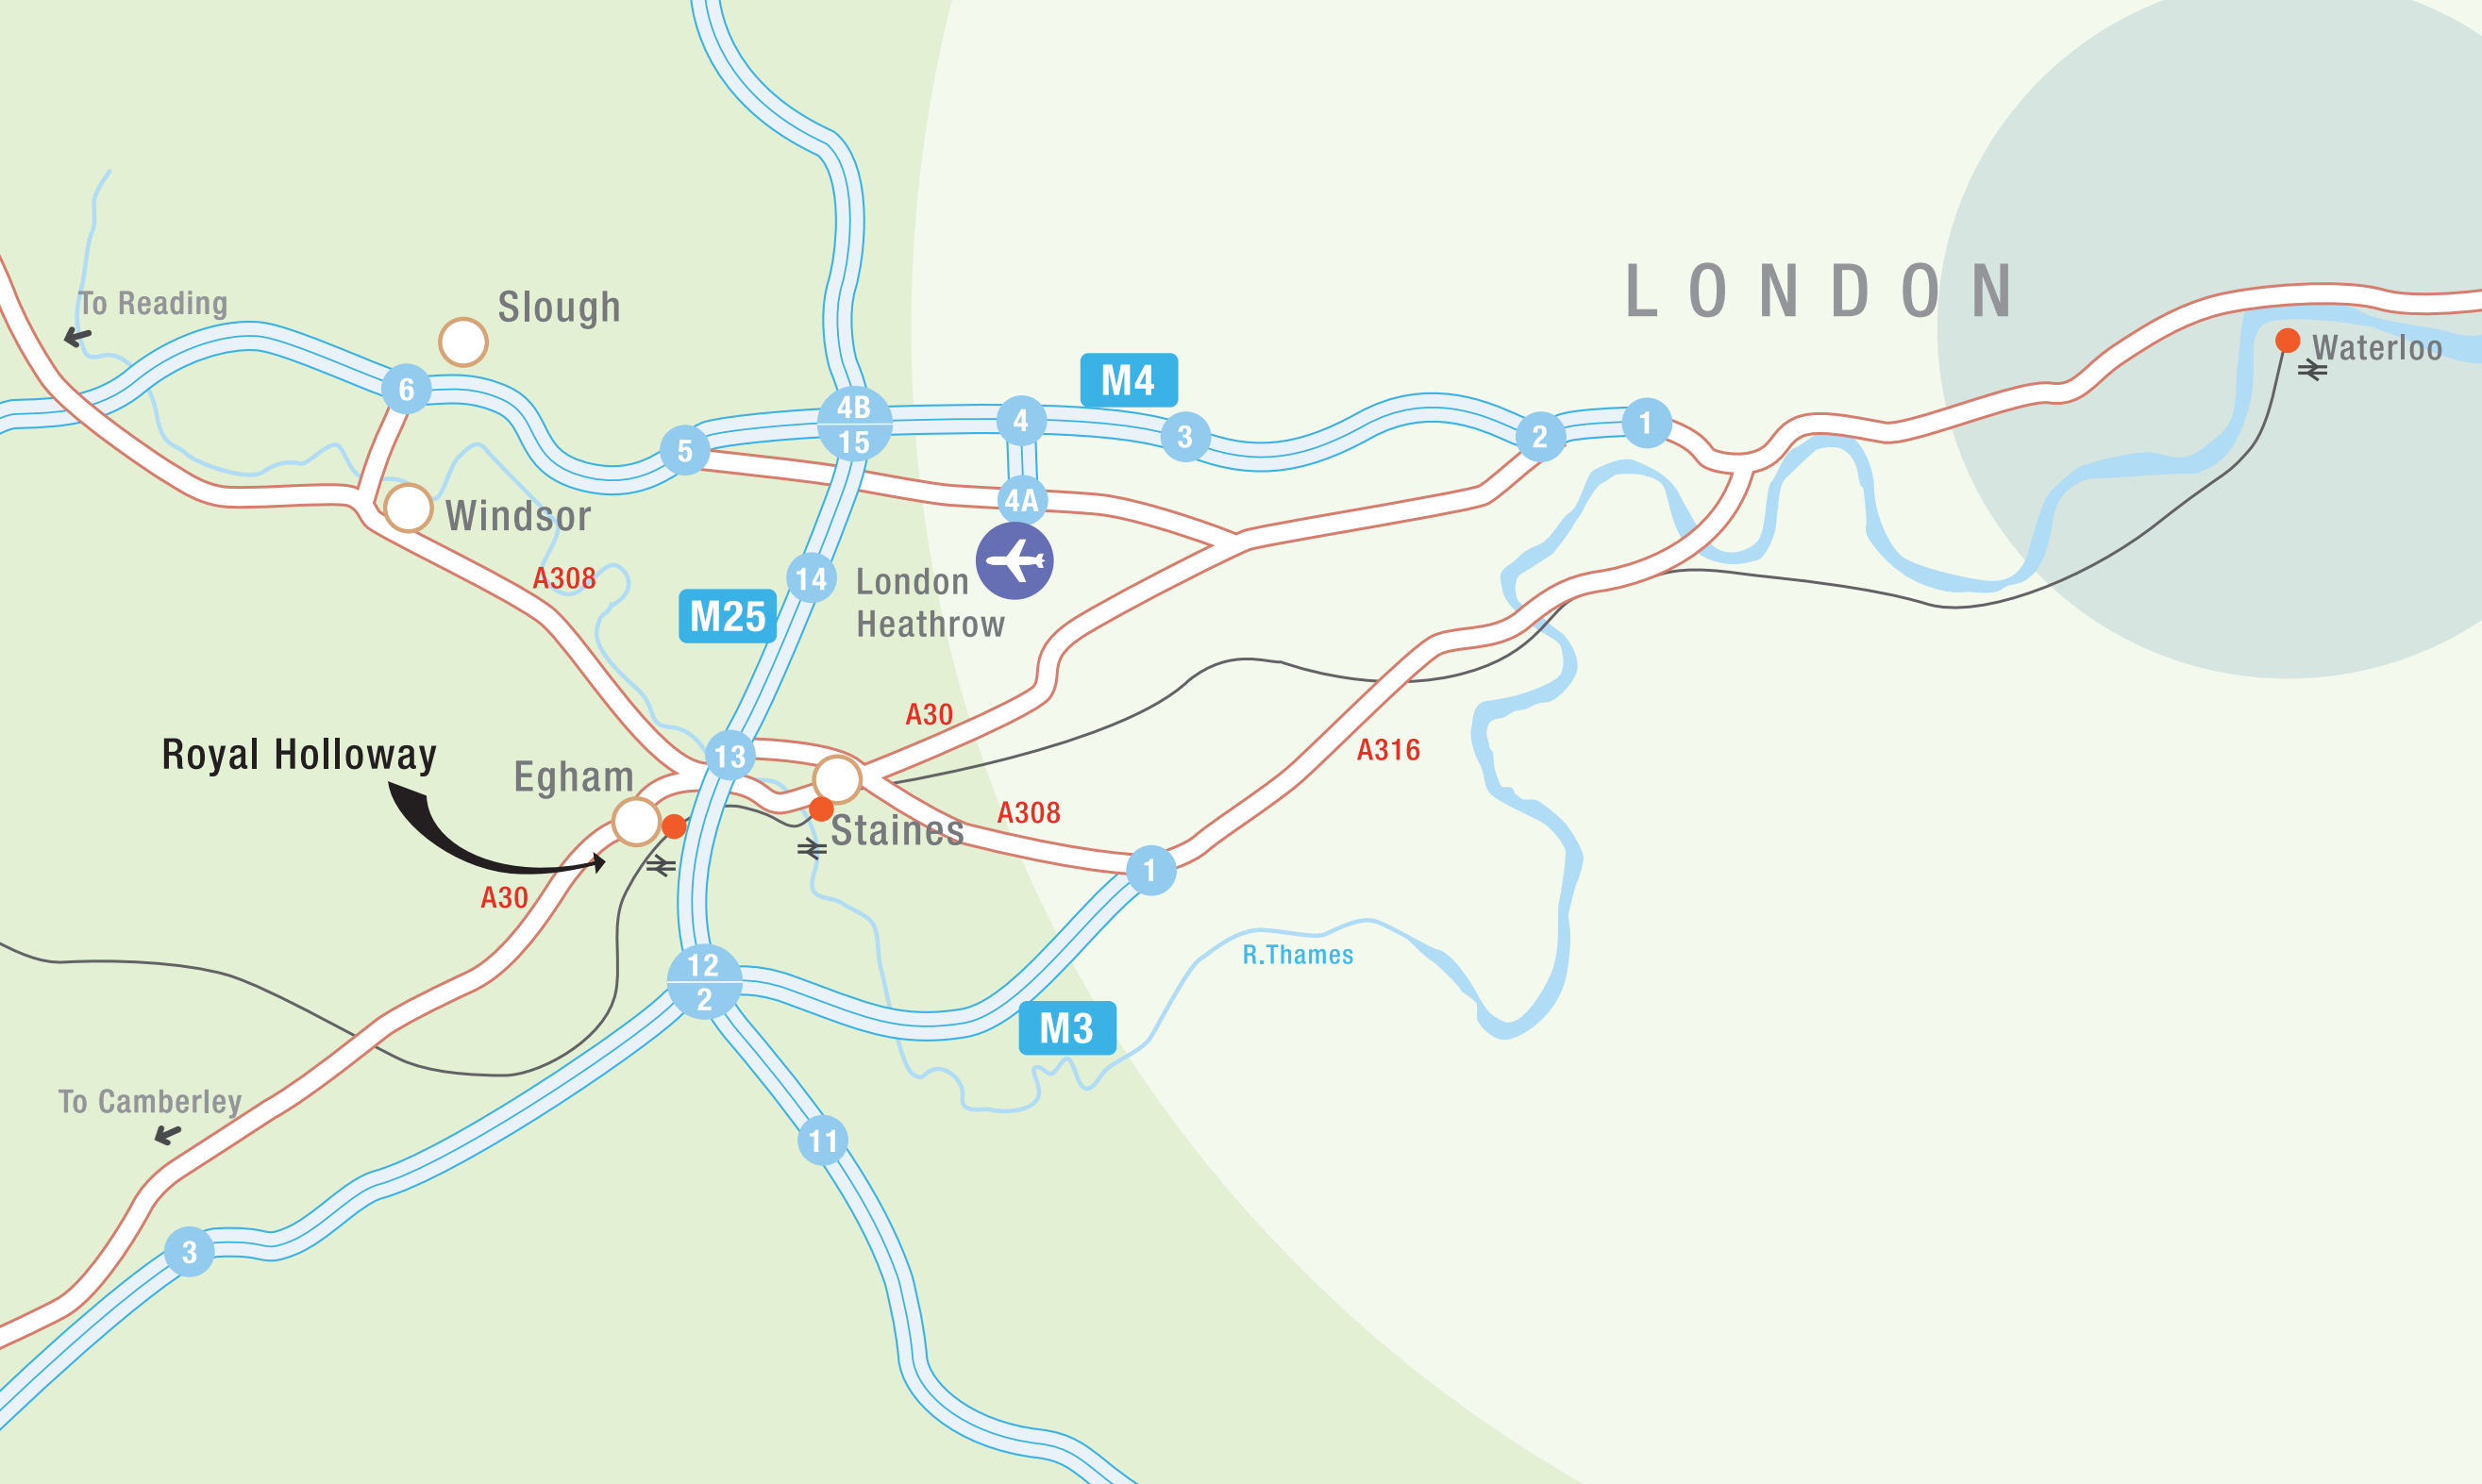 LONDON
To Reading
Slough
Waterloo
M4
6
4B
15
4
3
2
1
5
4A
Windsor
A308
14
London
Heathrow
M25
A30
Royal Holloway
13
A316
Egham
A308
Staines
1
A30
R.Thames
12
2
M3
To Camberley
11
3